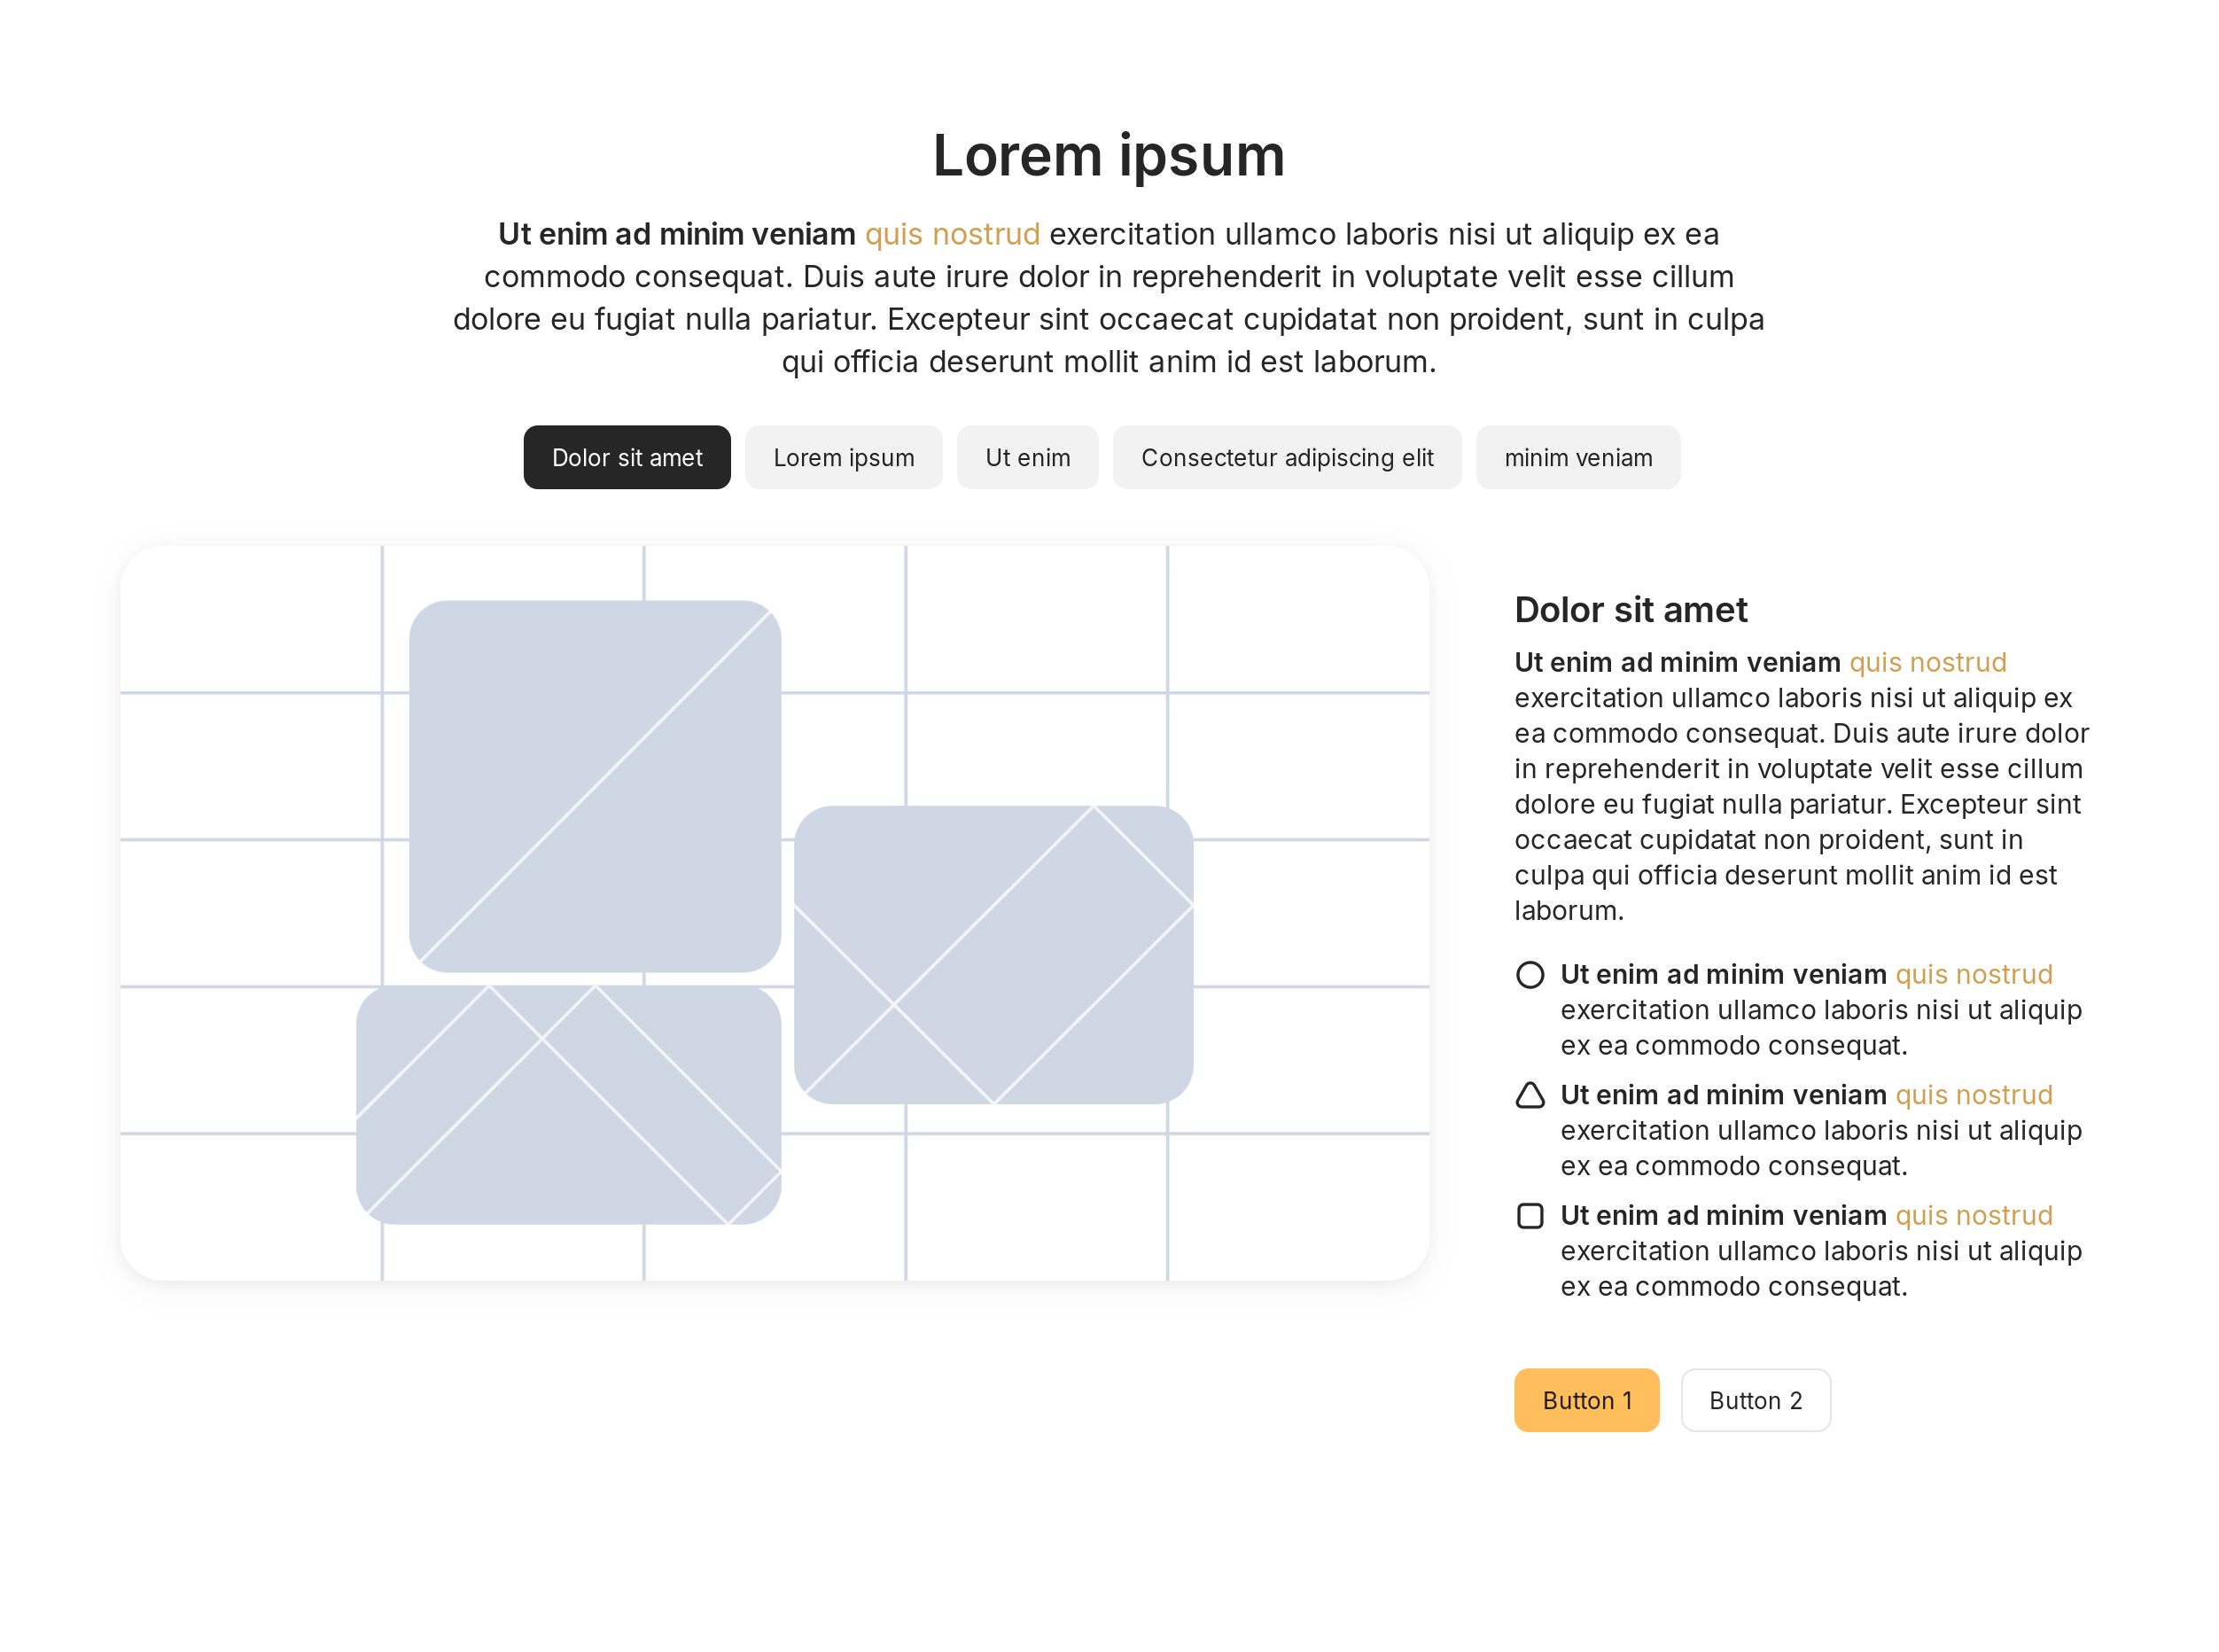 Lorem ipsum
Ut enim ad minim veniam quis nostrud exercitation ullamco laboris nisi ut aliquip ex ea
commodo consequat. Duis aute irure dolor in reprehenderit in voluptate velit esse cillum
dolore eu fugiat nulla pariatur. Excepteur sint occaecat cupidatat non proident, sunt in culpa
qui officia deserunt mollit anim id est laborum.
Dolor sit amet Lorem ipsum Ut enim Consectetur adipiscing elit minim veniam
Dolor sit amet
Ut enim ad minim veniam quis nostrud
exercitation ullamco laboris nisi ut aliquip ex
ea commodo consequat. Duis aute irure dolor
in reprehenderit in voluptate velit esse cillum
dolore eu fugiat nulla pariatur. Excepteur sint
occaecat cupidatat non proident, sunt in
culpa qui officia deserunt mollit anim id est
laborum.
Ut enim ad minim veniam quis nostrud
exercitation ullamco laboris nisi ut aliquip
ex ea commodo consequat.
Ut enim ad minim veniam quis nostrud
exercitation ullamco laboris nisi ut aliquip
ex ea commodo consequat.
Ut enim ad minim veniam quis nostrud
exercitation ullamco laboris nisi ut aliquip
ex ea commodo consequat.
Button 1 Button 2